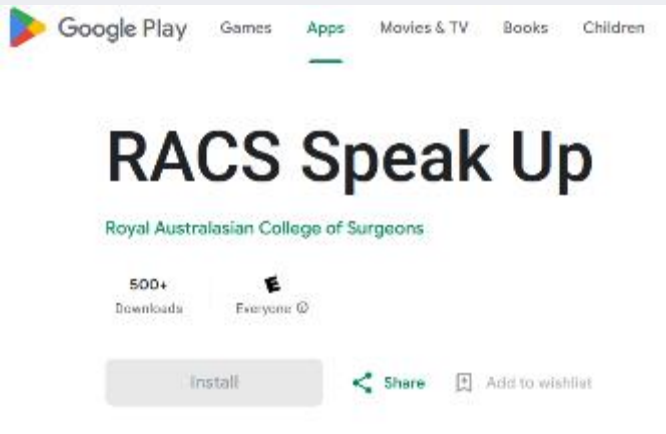 Google Play Games Apps Movies & TV Books Children
RACS Speak Up
Royal Australasian College of Surgeons
500+ E
Downloads Everyone
Install Share Add to wishlist